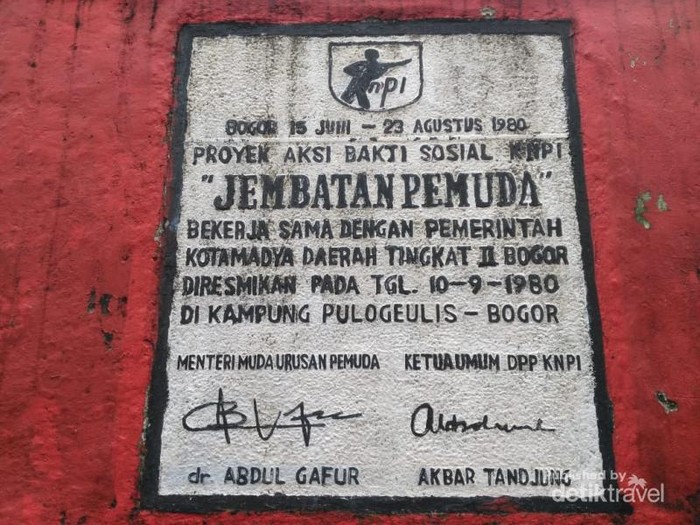 KNPI
BOGOR 15 JUNI - 23 AGUSTUS 1980
PROYEK AKSI BAKTI SOSIAL KNPI
"JEMBATAN PEMUDA"
BEKERJA SAMA DENGAN PEMERINTAH
KOTAMADYA DAERAH TINGKAT II BOGOR
DIRESMIKAN PADA TGL. 10-9-1980
DI KAMPUNG PULOGEULIS - BOGOR
MENTERI MUDA URUSAN PEMUDA KETUA UMUM DPP KNPI
dr. ABDUL GAFUR AKBAR TANDJUNG
published by
detiktravel